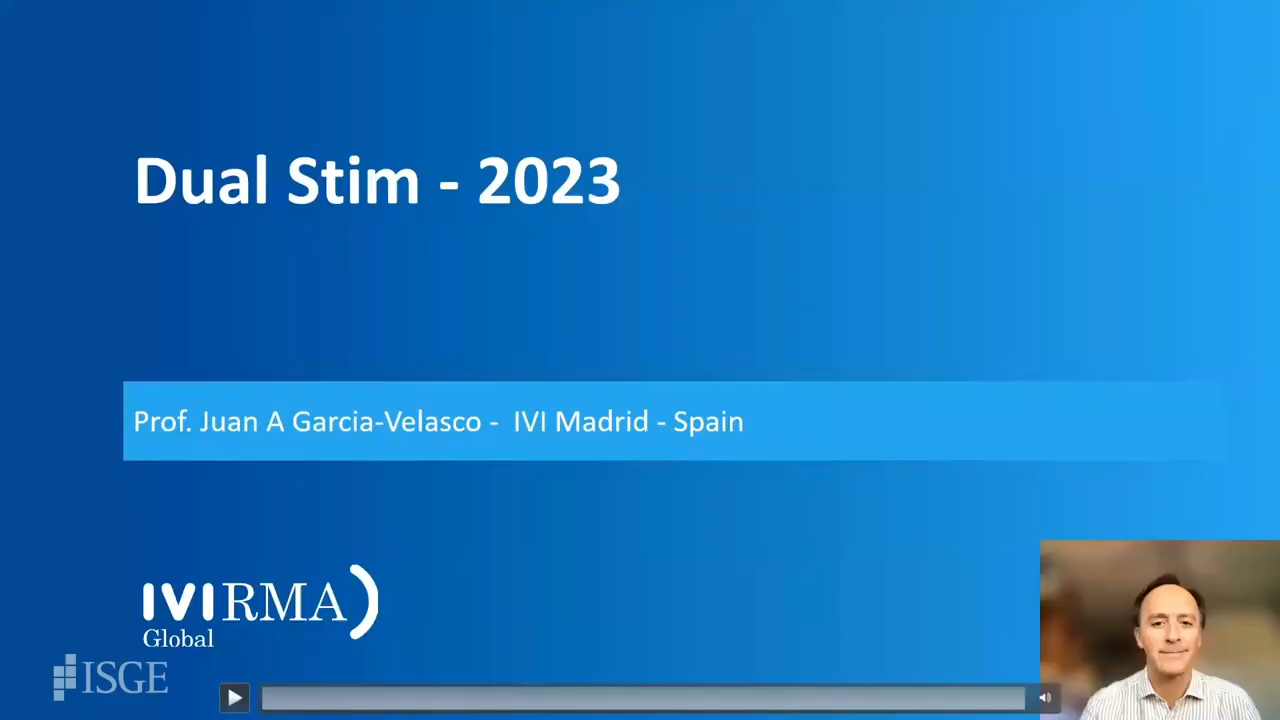 Dual Stim - 2023
Prof. Juan A Garcia-Velasco - IVI Madrid - Spain
IVIRMA
Global
ISGE